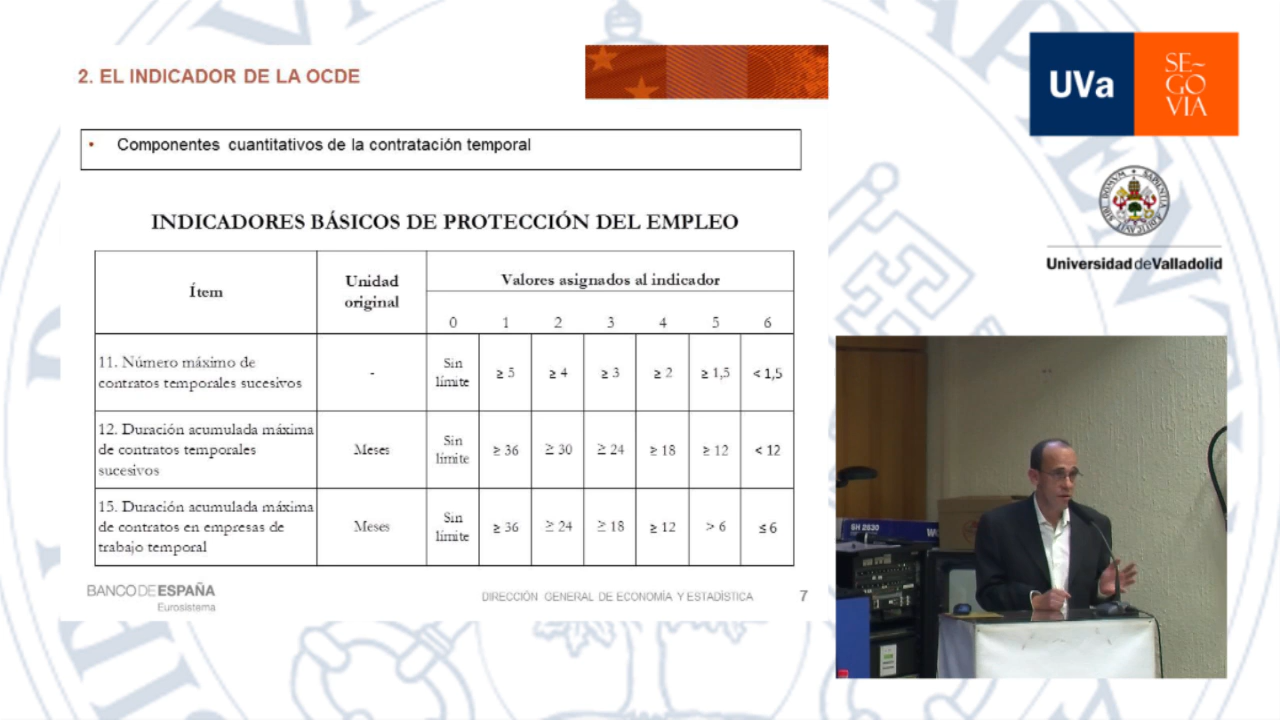 2. EL INDICADOR DE LA OCDE
• Componentes cuantitativos de la contratación temporal
INDICADORES BÁSICOS DE PROTECCIÓN DEL EMPLEO
Ítem
Unidad
original
Valores asignados al indicador
0 1 2 3 4 5 6
11. Número máximo de
contratos temporales sucesivos
-
Sin
límite
≥ 5 ≥ 4 ≥ 3 ≥ 2 ≥ 1,5 < 1,5
12. Duración acumulada máxima
de contratos temporales
sucesivos
Meses
Sin
límite
≥ 36 ≥ 30 ≥ 24 ≥ 18 ≥ 12 < 12
15. Duración acumulada máxima
de contratos en empresas de
trabajo temporal
Meses
Sin
límite
≥ 36 ≥ 24 ≥ 18 ≥ 12 > 6 ≤ 6
BANCO DE ESPAÑA
Eurosistema
DIRECCIÓN GENERAL DE ECONOMÍA Y ESTADÍSTICA
7
UVa
SE~
GO
VIA
Universidad de Valladolid